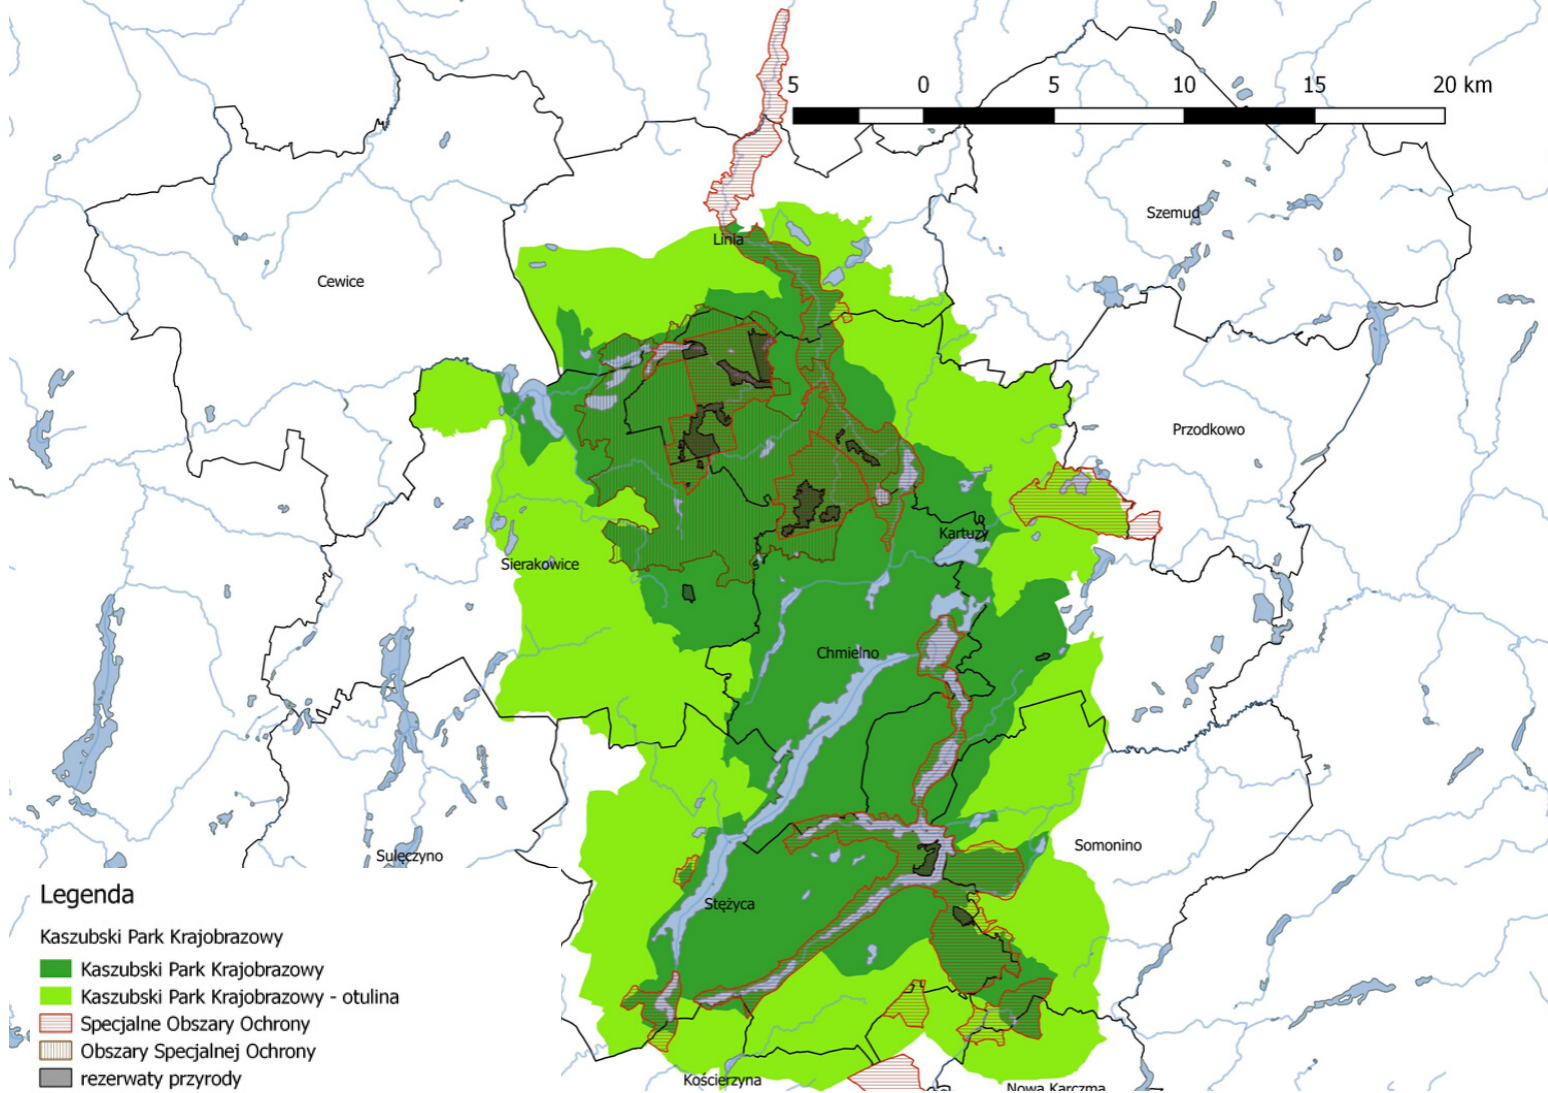 5 0 5 10 15 20 km
Szemud
Linia
Cewice
Przodkowo
Kartuzy
Sierakowice
Chmielno
Somonino
Sulęczyno
Stężyca
Kościerzyna
Nowa Karczma
Legenda
Kaszubski Park Krajobrazowy
Kaszubski Park Krajobrazowy
Kaszubski Park Krajobrazowy - otulina
Specjalne Obszary Ochrony
Obszary Specjalnej Ochrony
rezerwaty przyrody